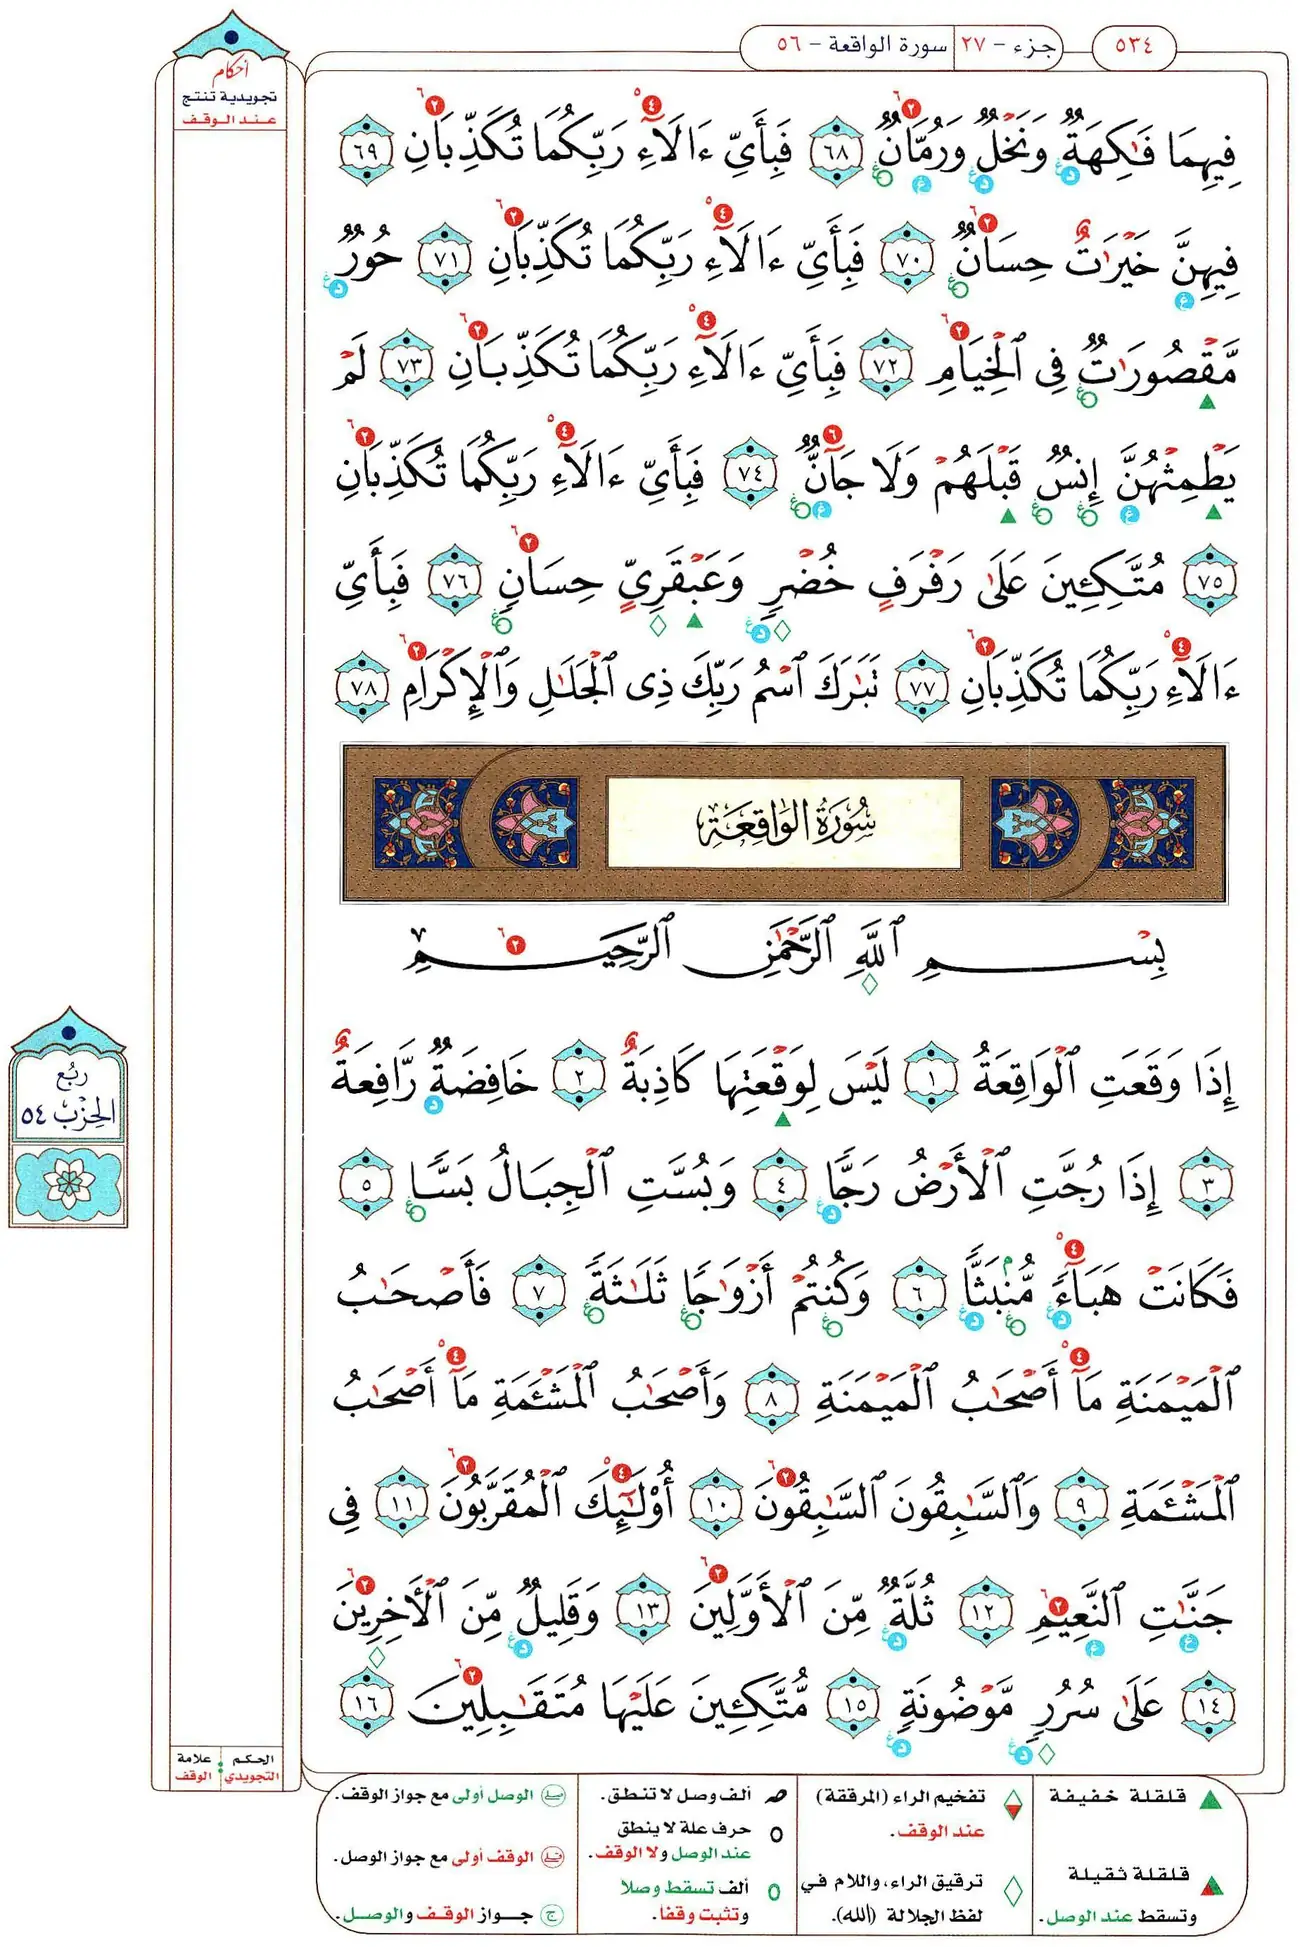 ٥٣٤
جزء - ٢٧ سورة الواقعة - ٥٦
أحكام
تجويدية تنتج
عند الوقف
فِيهِمَا فَـٰكِهَةٌ وَنَخْلٌ وَرُمَّانٌ ٦٨ فَبِأَىِّ ءَالَآءِ رَبِّكُمَا تُكَذِّبَانِ ٦٩
فِيهِنَّ خَيْرَٰتٌ حِسَانٌ ٧٠ فَبِأَىِّ ءَالَآءِ رَبِّكُمَا تُكَذِّبَانِ ٧١ حُورٌ
مَّقْصُورَٰتٌ فِى ٱلْخِيَامِ ٧٢ فَبِأَىِّ ءَالَآءِ رَبِّكُمَا تُكَذِّبَانِ ٧٣ لَمْ
يَطْمِثْهُنَّ إِنسٌ قَبْلَهُمْ وَلَا جَآنٌّ ٧٤ فَبِأَىِّ ءَالَآءِ رَبِّكُمَا تُكَذِّبَانِ
٧٥ مُتَّكِـِٔينَ عَلَىٰ رَفْرَفٍ خُضْرٍ وَعَبْقَرِىٍّ حِسَانٍ ٧٦ فَبِأَىِّ
ءَالَآءِ رَبِّكُمَا تُكَذِّبَانِ ٧٧ تَبَـٰرَكَ ٱسْمُ رَبِّكَ ذِى ٱلْجَلَـٰلِ وَٱلْإِكْرَامِ ٧٨
سُورَةُ الوَاقِعَةِ
بِسْمِ ٱللَّهِ ٱلرَّحْمَـٰنِ ٱلرَّحِيمِ
إِذَا وَقَعَتِ ٱلْوَاقِعَةُ ١ لَيْسَ لِوَقْعَتِهَا كَاذِبَةٌ ٢ خَافِضَةٌ رَّافِعَةٌ
٣ إِذَا رُجَّتِ ٱلْأَرْضُ رَجًّا ٤ وَبُسَّتِ ٱلْجِبَالُ بَسًّا ٥
فَكَانَتْ هَبَآءً مُّنۢبَثًّا ٦ وَكُنتُمْ أَزْوَٰجًا ثَلَـٰثَةً ٧ فَأَصْحَـٰبُ
ٱلْمَيْمَنَةِ مَآ أَصْحَـٰبُ ٱلْمَيْمَنَةِ ٨ وَأَصْحَـٰبُ ٱلْمَشْـَٔمَةِ مَآ أَصْحَـٰبُ
ٱلْمَشْـَٔمَةِ ٩ وَٱلسَّـٰبِقُونَ ٱلسَّـٰبِقُونَ ١٠ أُو۟لَـٰٓئِكَ ٱلْمُقَرَّبُونَ ١١ فِى
جَنَّـٰتِ ٱلنَّعِيمِ ١٢ ثُلَّةٌ مِّنَ ٱلْأَوَّلِينَ ١٣ وَقَلِيلٌ مِّنَ ٱلْـَٔاخِرِينَ
١٤ عَلَىٰ سُرُرٍ مَّوْضُونَةٍ ١٥ مُّتَّكِـِٔينَ عَلَيْهَا مُتَقَـٰبِلِينَ ١٦
ربع
الحزب ٥٤
الحكم التجويدي
علامة الوقف
قلقلة خفيفة
قلقلة ثقيلة
وتسقط عند الوصل.
تفخيم الراء (المرققة)
عند الوقف.
ترقيق الراء، واللام في
لفظ الجلالة (الله).
ألف وصل لا تنطق.
حرف علة لا ينطق
عند الوصل ولا الوقف.
ألف تسقط وصلا
وتثبت وقفا.
صلى الوصل أولى مع جواز الوقف.
قلى الوقف أولى مع جواز الوصل.
ج جواز الوقف والوصل.